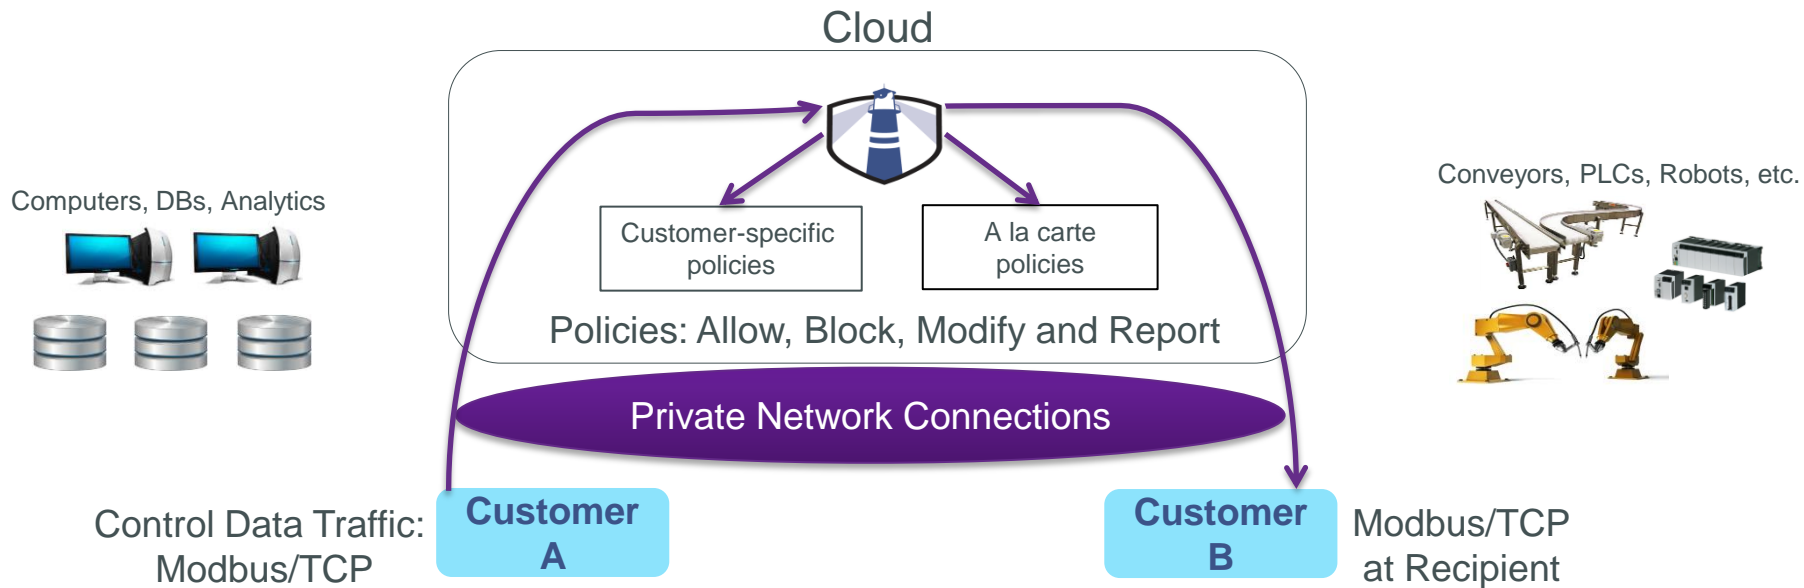 Cloud
Computers, DBs, Analytics
Customer-specific
policies
A la carte
policies
Policies: Allow, Block, Modify and Report
Conveyors, PLCs, Robots, etc.
Private Network Connections
Control Data Traffic:
Modbus/TCP
Customer
A
Customer
B
Modbus/TCP
at Recipient